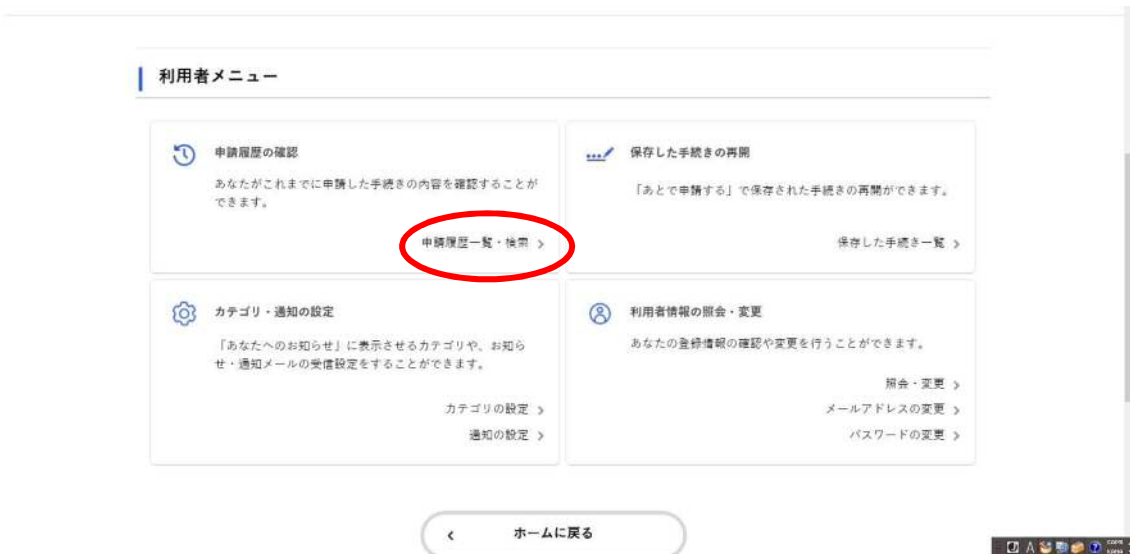 利用者メニュー
申請履歴の確認
あなたがこれまでに申請した手続きの内容を確認することが
できます。
申請履歴一覧・検索 >
保存した手続きの再開
「あとで申請する」で保存された手続きの再開ができます。
保存した手続き一覧 >
カテゴリ・通知の設定
「あなたへのお知らせ」に表示させるカテゴリや、お知ら
せ・通知メールの受信設定をすることができます。
カテゴリの設定 >
通知の設定 >
利用者情報の照会・変更
あなたの登録情報の確認や変更を行うことができます。
照会・変更 >
メールアドレスの変更 >
パスワードの変更 >
< ホームに戻る
A
CAPS
KANA